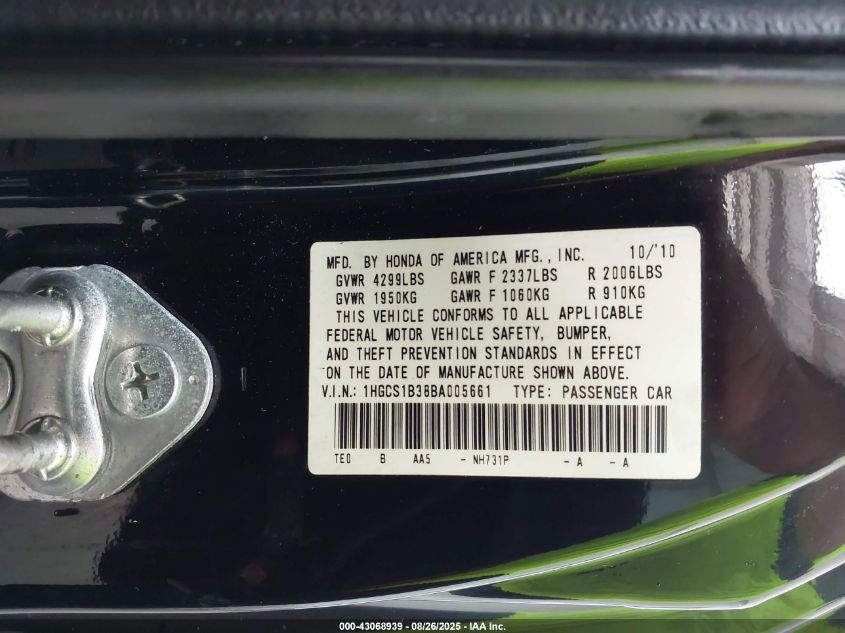 MFD. BY HONDA OF AMERICA MFG., INC. 10/'10
GVWR 4299LBS GAWR F 2337LBS R 2006LBS
GVWR 1950KG GAWR F 1060KG R 910KG
THIS VEHICLE CONFORMS TO ALL APPLICABLE
FEDERAL MOTOR VEHICLE SAFETY, BUMPER,
AND THEFT PREVENTION STANDARDS IN EFFECT
ON THE DATE OF MANUFACTURE SHOWN ABOVE.
V.I.N.: 1HGCS1B38BA005661 TYPE: PASSENGER CAR
TE0 B AA5 - NH731P - A - A
000-43068939 - 08/26/2025 - IAA Inc.